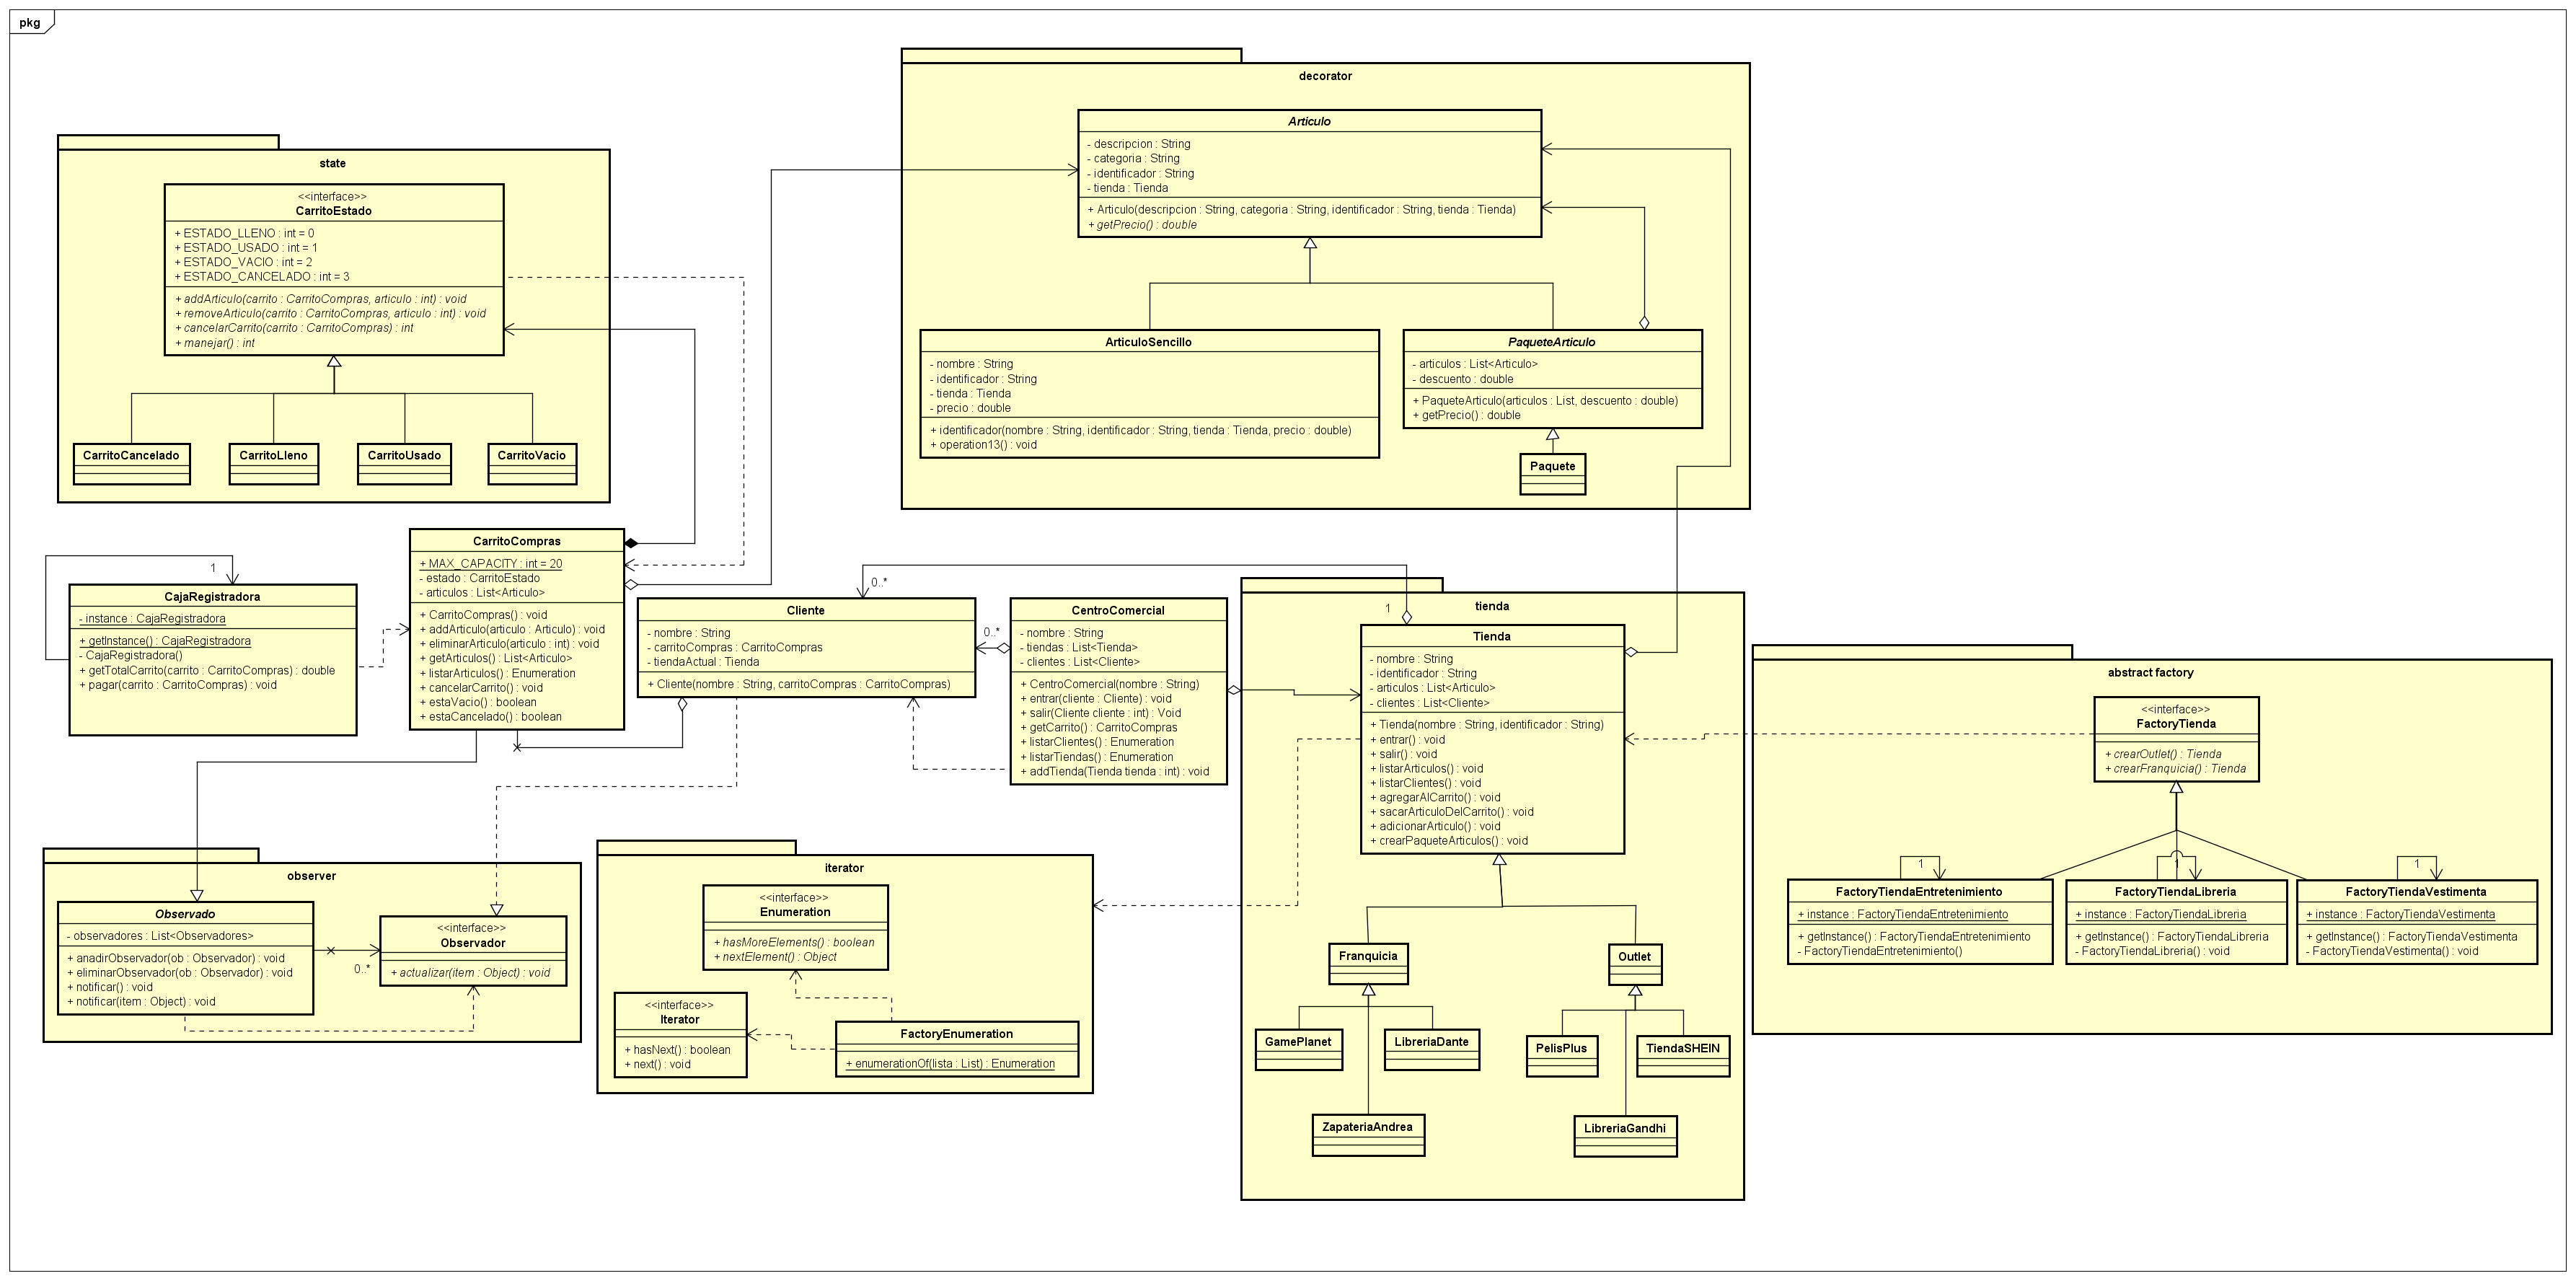 pkg
decorator
Articulo
- descripcion : String
- categoria : String
- identificador : String
- tienda : Tienda
+ Articulo(descripcion : String, categoria : String, identificador : String, tienda : Tienda)
+ getPrecio() : double
ArticuloSencillo
- nombre : String
- identificador : String
- tienda : Tienda
- precio : double
+ identificador(nombre : String, identificador : String, tienda : Tienda, precio : double)
+ operation13() : void
PaqueteArticulo
- articulos : List<Articulo>
- descuento : double
+ PaqueteArticulo(articulos : List, descuento : double)
+ getPrecio() : double
Paquete
state
<<interface>>
CarritoEstado
+ ESTADO_LLENO : int = 0
+ ESTADO_USADO : int = 1
+ ESTADO_VACIO : int = 2
+ ESTADO_CANCELADO : int = 3
+ addArticulo(carrito : CarritoCompras, articulo : int) : void
+ removeArticulo(carrito : CarritoCompras, articulo : int) : void
+ cancelarCarrito(carrito : CarritoCompras) : int
+ manejar() : int
CarritoCancelado
CarritoLleno
CarritoUsado
CarritoVacio
1
CajaRegistradora
- instance : CajaRegistradora
+ getInstance() : CajaRegistradora
- CajaRegistradora()
+ getTotalCarrito(carrito : CarritoCompras) : double
+ pagar(carrito : CarritoCompras) : void
CarritoCompras
+ MAX_CAPACITY : int = 20
- estado : CarritoEstado
- articulos : List<Articulo>
+ CarritoCompras() : void
+ addArticulo(articulo : Articulo) : void
+ eliminarArticulo(articulo : int) : void
+ getArticulos() : List<Articulo>
+ listarArticulos() : Enumeration
+ cancelarCarrito() : void
+ estaVacio() : boolean
+ estaCancelado() : boolean
0..*
Cliente
- nombre : String
- carritoCompras : CarritoCompras
- tiendaActual : Tienda
+ Cliente(nombre : String, carritoCompras : CarritoCompras)
0..*
CentroComercial
- nombre : String
- tiendas : List<Tienda>
- clientes : List<Cliente>
+ CentroComercial(nombre : String)
+ entrar(cliente : Cliente) : void
+ salir(Cliente cliente : int) : Void
+ getCarrito() : CarritoCompras
+ listarClientes() : Enumeration
+ listarTiendas() : Enumeration
+ addTienda(Tienda tienda : int) : void
tienda
1
Tienda
- nombre : String
- identificador : String
- articulos : List<Articulo>
- clientes : List<Cliente>
+ Tienda(nombre : String, identificador : String)
+ entrar() : void
+ salir() : void
+ listarArticulos() : void
+ listarClientes() : void
+ agregarAlCarrito() : void
+ sacarArticuloDelCarrito() : void
+ adicionarArticulo() : void
+ crearPaqueteArticulos() : void
Franquicia
Outlet
GamePlanet
LibreriaDante
PelisPlus
TiendaSHEIN
ZapateriaAndrea
LibreriaGandhi
abstract factory
<<interface>>
FactoryTienda
+ crearOutlet() : Tienda
+ crearFranquicia() : Tienda
1
1
1
FactoryTiendaEntretenimiento
+ instance : FactoryTiendaEntretenimiento
+ getInstance() : FactoryTiendaEntretenimiento
- FactoryTiendaEntretenimiento()
FactoryTiendaLibreria
+ instance : FactoryTiendaLibreria
+ getInstance() : FactoryTiendaLibreria
- FactoryTiendaLibreria() : void
FactoryTiendaVestimenta
+ instance : FactoryTiendaVestimenta
+ getInstance() : FactoryTiendaVestimenta
- FactoryTiendaVestimenta() : void
observer
Observado
- observadores : List<Observadores>
+ anadirObservador(ob : Observador) : void
+ eliminarObservador(ob : Observador) : void
+ notificar() : void
+ notificar(item : Object) : void
0..*
<<interface>>
Observador
+ actualizar(item : Object) : void
iterator
<<interface>>
Enumeration
+ hasMoreElements() : boolean
+ nextElement() : Object
<<interface>>
Iterator
+ hasNext() : boolean
+ next() : void
FactoryEnumeration
+ enumerationOf(lista : List) : Enumeration